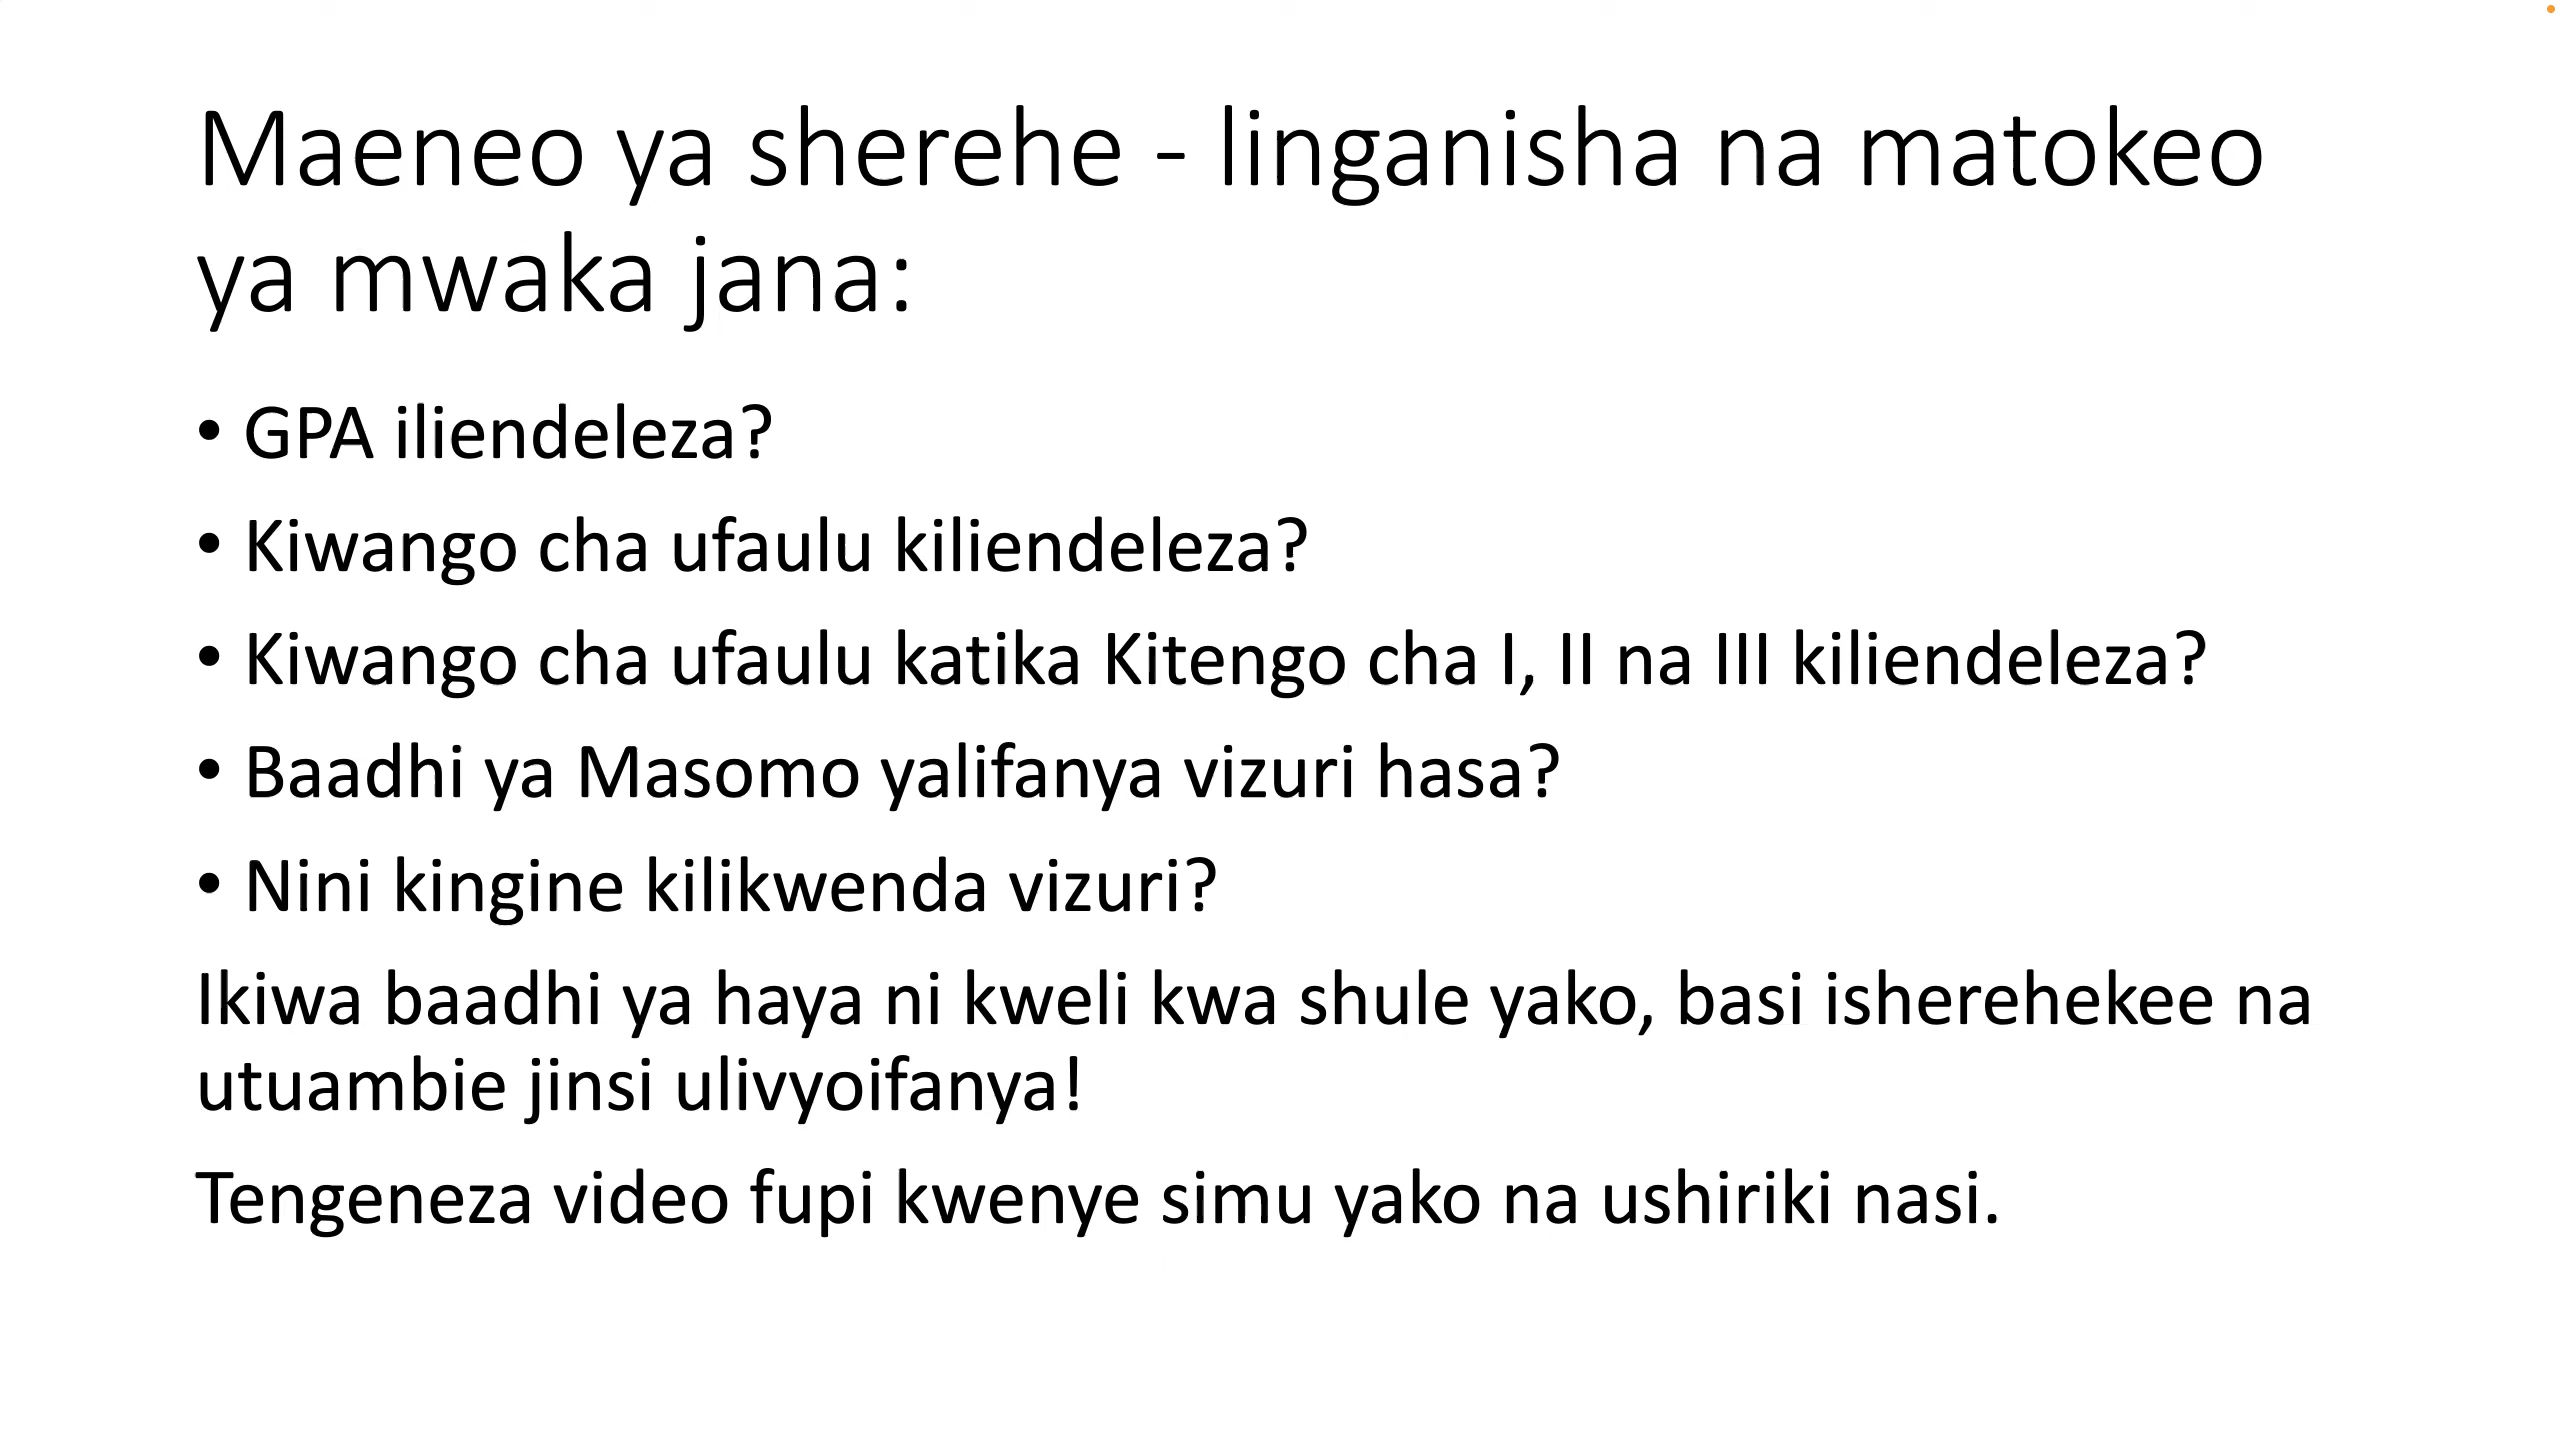 Maeneo ya sherehe - linganisha na matokeo
ya mwaka jana:
• GPA iliendeleza?
• Kiwango cha ufaulu kiliendeleza?
• Kiwango cha ufaulu katika Kitengo cha I, II na III kiliendeleza?
• Baadhi ya Masomo yalifanya vizuri hasa?
• Nini kingine kilikwenda vizuri?
Ikiwa baadhi ya haya ni kweli kwa shule yako, basi isherehekee na
utuambie jinsi ulivyoifanya!
Tengeneza video fupi kwenye simu yako na ushiriki nasi.